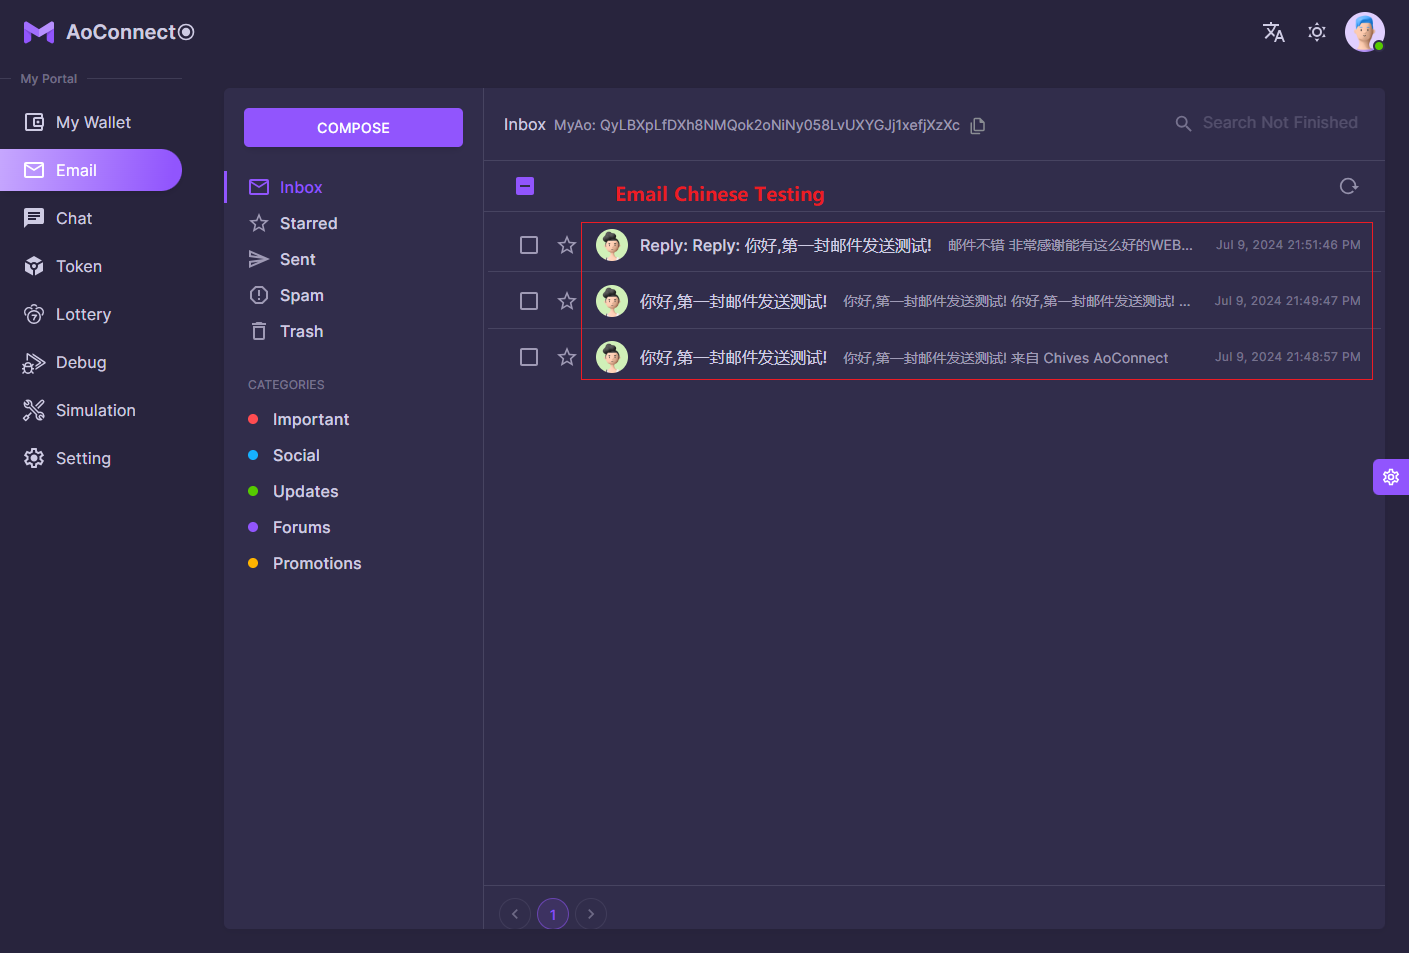 AoConnect
My Portal
My Wallet
Email
Chat
Token
Lottery
Debug
Simulation
Setting
COMPOSE
Inbox
Starred
Sent
Spam
Trash
CATEGORIES
Important
Social
Updates
Forums
Promotions
Inbox MyAo: QyLBXpLfDXh8NMQok2oNiNy058LvUXYGJj1xefjXzXc
Search Not Finished
Email Chinese Testing
Reply: Reply: 你好,第一封邮件发送测试! 邮件不错 非常感谢能有这么好的WEB... Jul 9, 2024 21:51:46 PM
你好,第一封邮件发送测试! 你好,第一封邮件发送测试! 你好,第一封邮件发送测试! ... Jul 9, 2024 21:49:47 PM
你好,第一封邮件发送测试! 你好,第一封邮件发送测试! 来自 Chives AoConnect Jul 9, 2024 21:48:57 PM
1